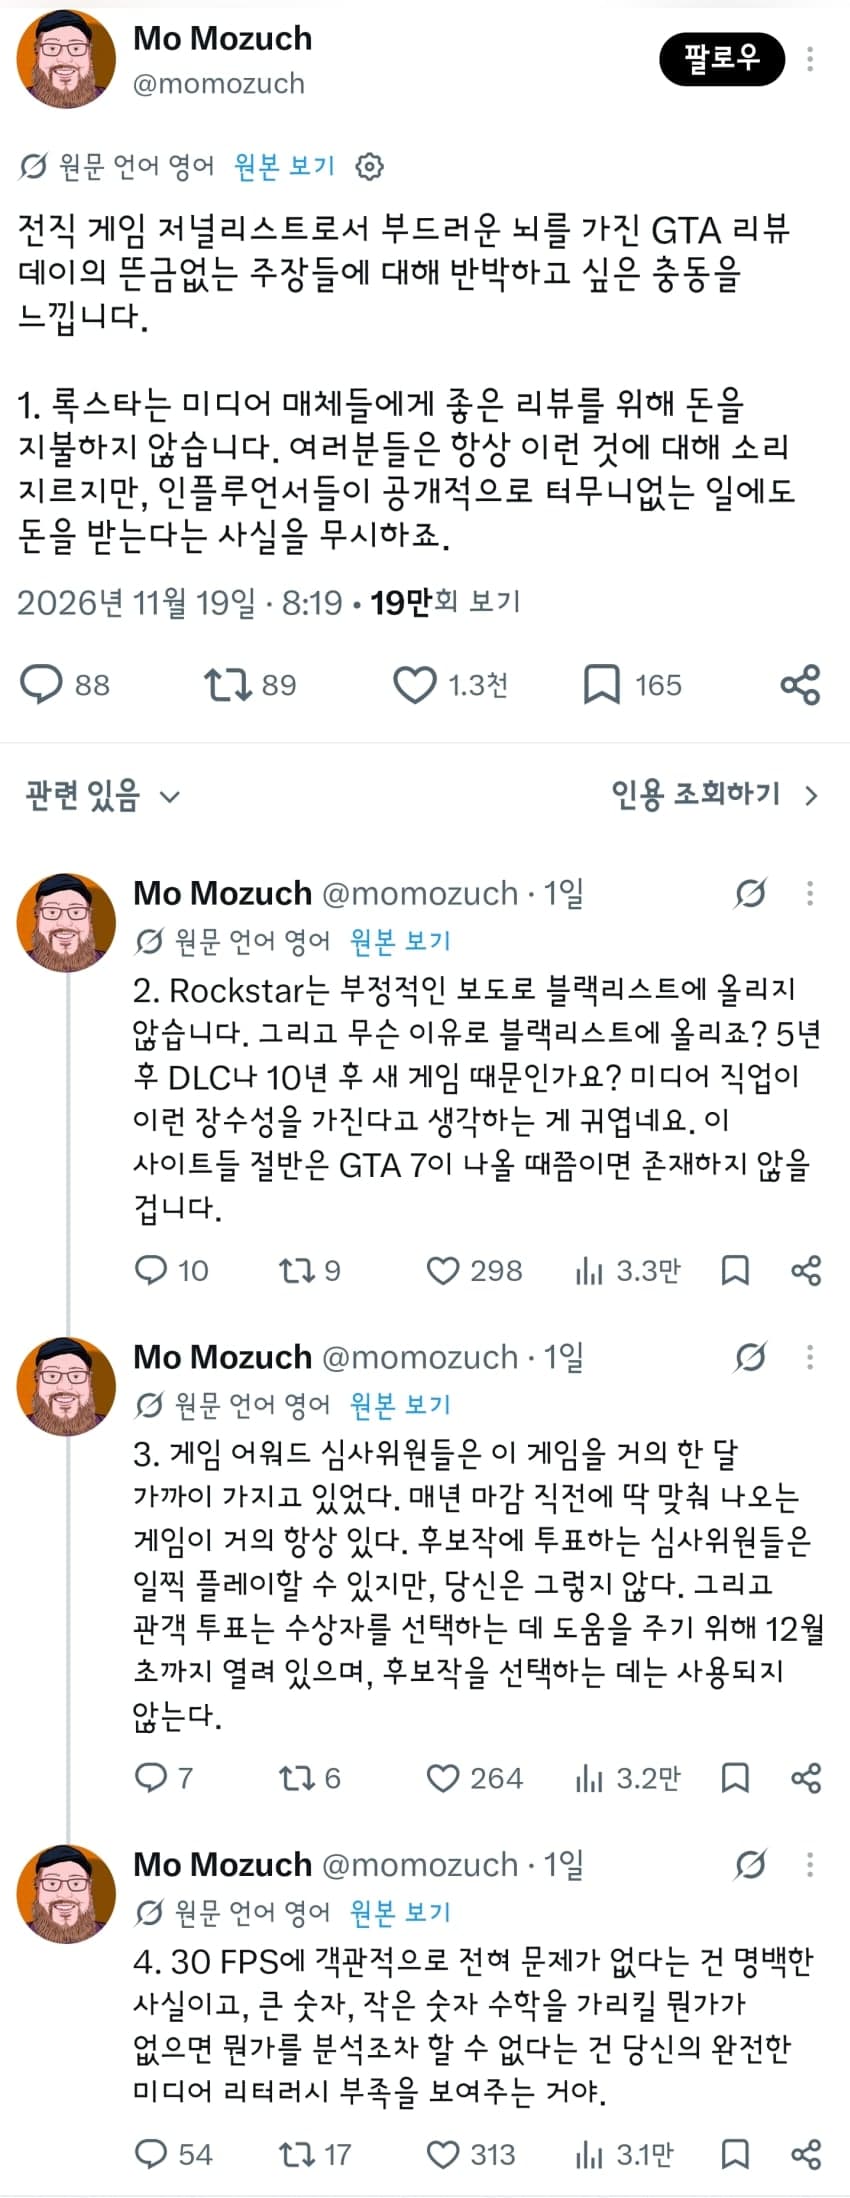 Mo Mozuch
@momozuch
팔로우
원문 언어 영어 원본 보기
전직 게임 저널리스트로서 부드러운 뇌를 가진 GTA 리뷰
데이의 뜬금없는 주장들에 대해 반박하고 싶은 충동을
느낍니다.
1. 록스타는 미디어 매체들에게 좋은 리뷰를 위해 돈을
지불하지 않습니다. 여러분들은 항상 이런 것에 대해 소리
지르지만, 인플루언서들이 공개적으로 터무니없는 일에도
돈을 받는다는 사실을 무시하죠.
2026년 11월 19일 · 8:19 • 19만회 보기
88 89 1.3천 165
관련 있음 인용 조회하기
Mo Mozuch @momozuch · 1일
원문 언어 영어 원본 보기
2. Rockstar는 부정적인 보도로 블랙리스트에 올리지
않습니다. 그리고 무슨 이유로 블랙리스트에 올리죠? 5년
후 DLC나 10년 후 새 게임 때문인가요? 미디어 직업이
이런 장수성을 가진다고 생각하는 게 귀엽네요. 이
사이트들 절반은 GTA 7이 나올 때쯤이면 존재하지 않을
겁니다.
10 9 298 3.3만
Mo Mozuch @momozuch · 1일
원문 언어 영어 원본 보기
3. 게임 어워드 심사위원들은 이 게임을 거의 한 달
가까이 가지고 있었다. 매년 마감 직전에 딱 맞춰 나오는
게임이 거의 항상 있다. 후보작에 투표하는 심사위원들은
일찍 플레이할 수 있지만, 당신은 그렇지 않다. 그리고
관객 투표는 수상자를 선택하는 데 도움을 주기 위해 12월
초까지 열려 있으며, 후보작을 선택하는 데는 사용되지
않는다.
7 6 264 3.2만
Mo Mozuch @momozuch · 1일
원문 언어 영어 원본 보기
4. 30 FPS에 객관적으로 전혀 문제가 없다는 건 명백한
사실이고, 큰 숫자, 작은 숫자 수학을 가리킬 뭔가가
없으면 뭔가를 분석조차 할 수 없다는 건 당신의 완전한
미디어 리터러시 부족을 보여주는 거야.
54 17 313 3.1만